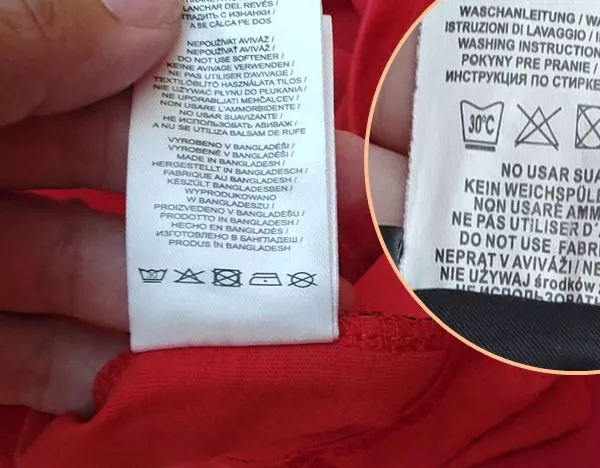 LANCHAR DEL REVÉS /
ГЛАДИТЬ С ИЗНАНКИ /
A SE CĂLCA PE DOS
NEPOUŽÍVAT AVIVÁŽ /
NEPOUŽÍVAŤ AVIVÁŽ /
DO NOT USE SOFTENER /
KEINE AVIVAGE VERWENDEN /
NE PAS UTILISER D'AVIVAGE /
TEXTILÖBLÍTŐ HASZNÁLATA TILOS /
NIE UŻYWAĆ PŁYNU DO PŁUKANIA /
NE UPORABLJATI MEHČALCEV /
NON USARE L'AMMORBIDENTE /
NO USAR SUAVIZANTE /
НЕ ИСПОЛЬЗОВАТЬ АВИВАЖ /
A NU SE UTILIZA BALSAM DE RUFE
VYROBENO V BANGLADÉŠI /
VYROBENÉ V BANGLADÉŠI /
MADE IN BANGLADESH /
HERGESTELLT IN BANGLADESCH /
FABRIQUE AU BANGLADESH /
KÉSZÜLT BANGLADESBEN /
WYPRODUKOWANO
W BANGLADESZU /
PROIZVEDENO V BANGLADEŠU /
PRODOTTO IN BANGLADESH /
HECHO EN BANGLADÉS /
ИЗГОТОВЛЕНО В БАНГЛАДЕШ /
PRODUS ÎN BANGLADESH
30
WASCHANLEITUNG / WA
ISTRUZIONI DI LAVAGGIO / I
WASHING INSTRUCTION
POKYNY PRE PRANIE /
ИНСТРУКЦИЯ ПО СТИРКЕ
30°C
NO USAR SUA
KEIN WEICHSPÜLE
NON USARE AMM
NE PAS UTILISER D
DO NOT USE FABRI
NEPRAT V AVIVÁŽI / NE
NIE UŻYWAJ środków z
НЕ ИСПОЛЬЗОВАТЬ